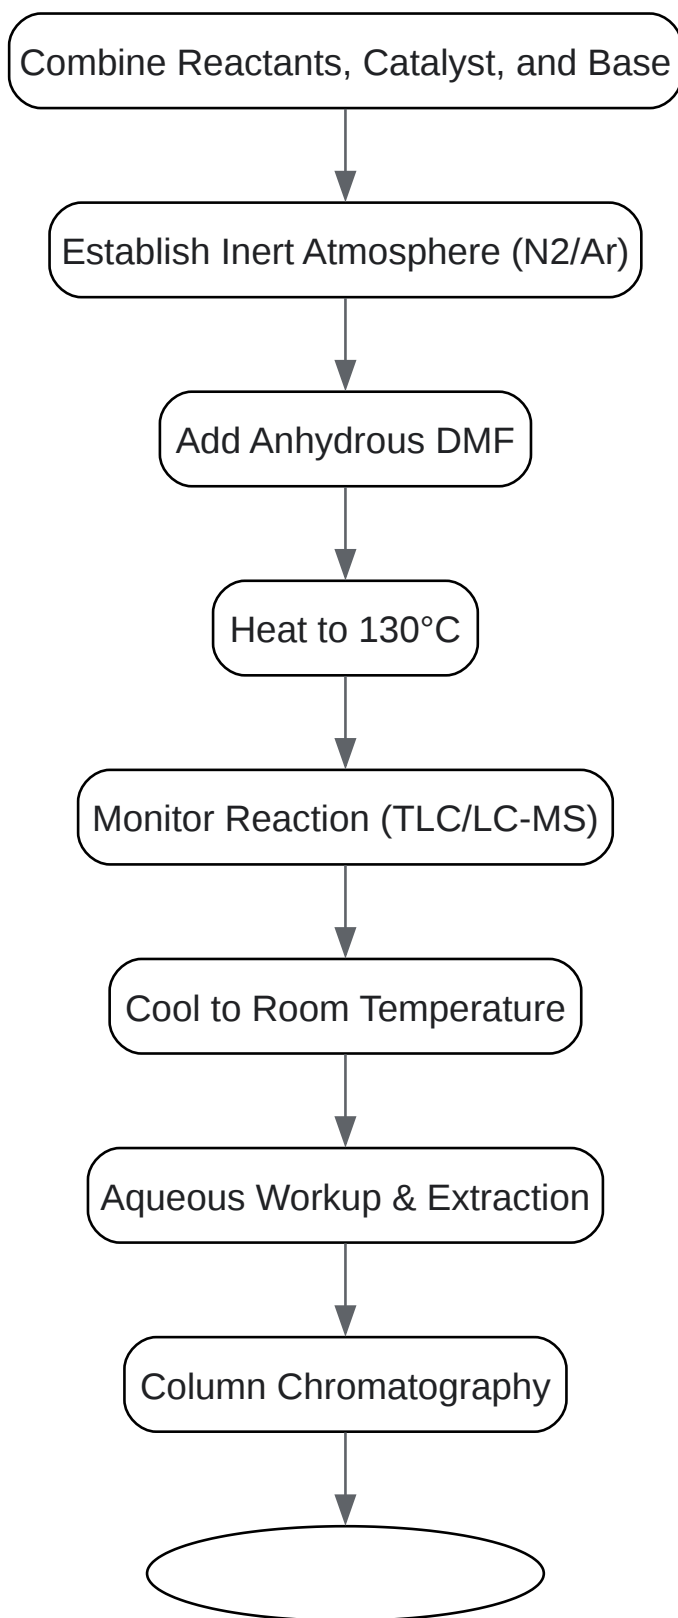 Combine Reactants, Catalyst, and Base
Establish Inert Atmosphere (N2/Ar)
Add Anhydrous DMF
Heat to 130°C
Monitor Reaction (TLC/LC-MS)
Cool to Room Temperature
Aqueous Workup & Extraction
Column Chromatography